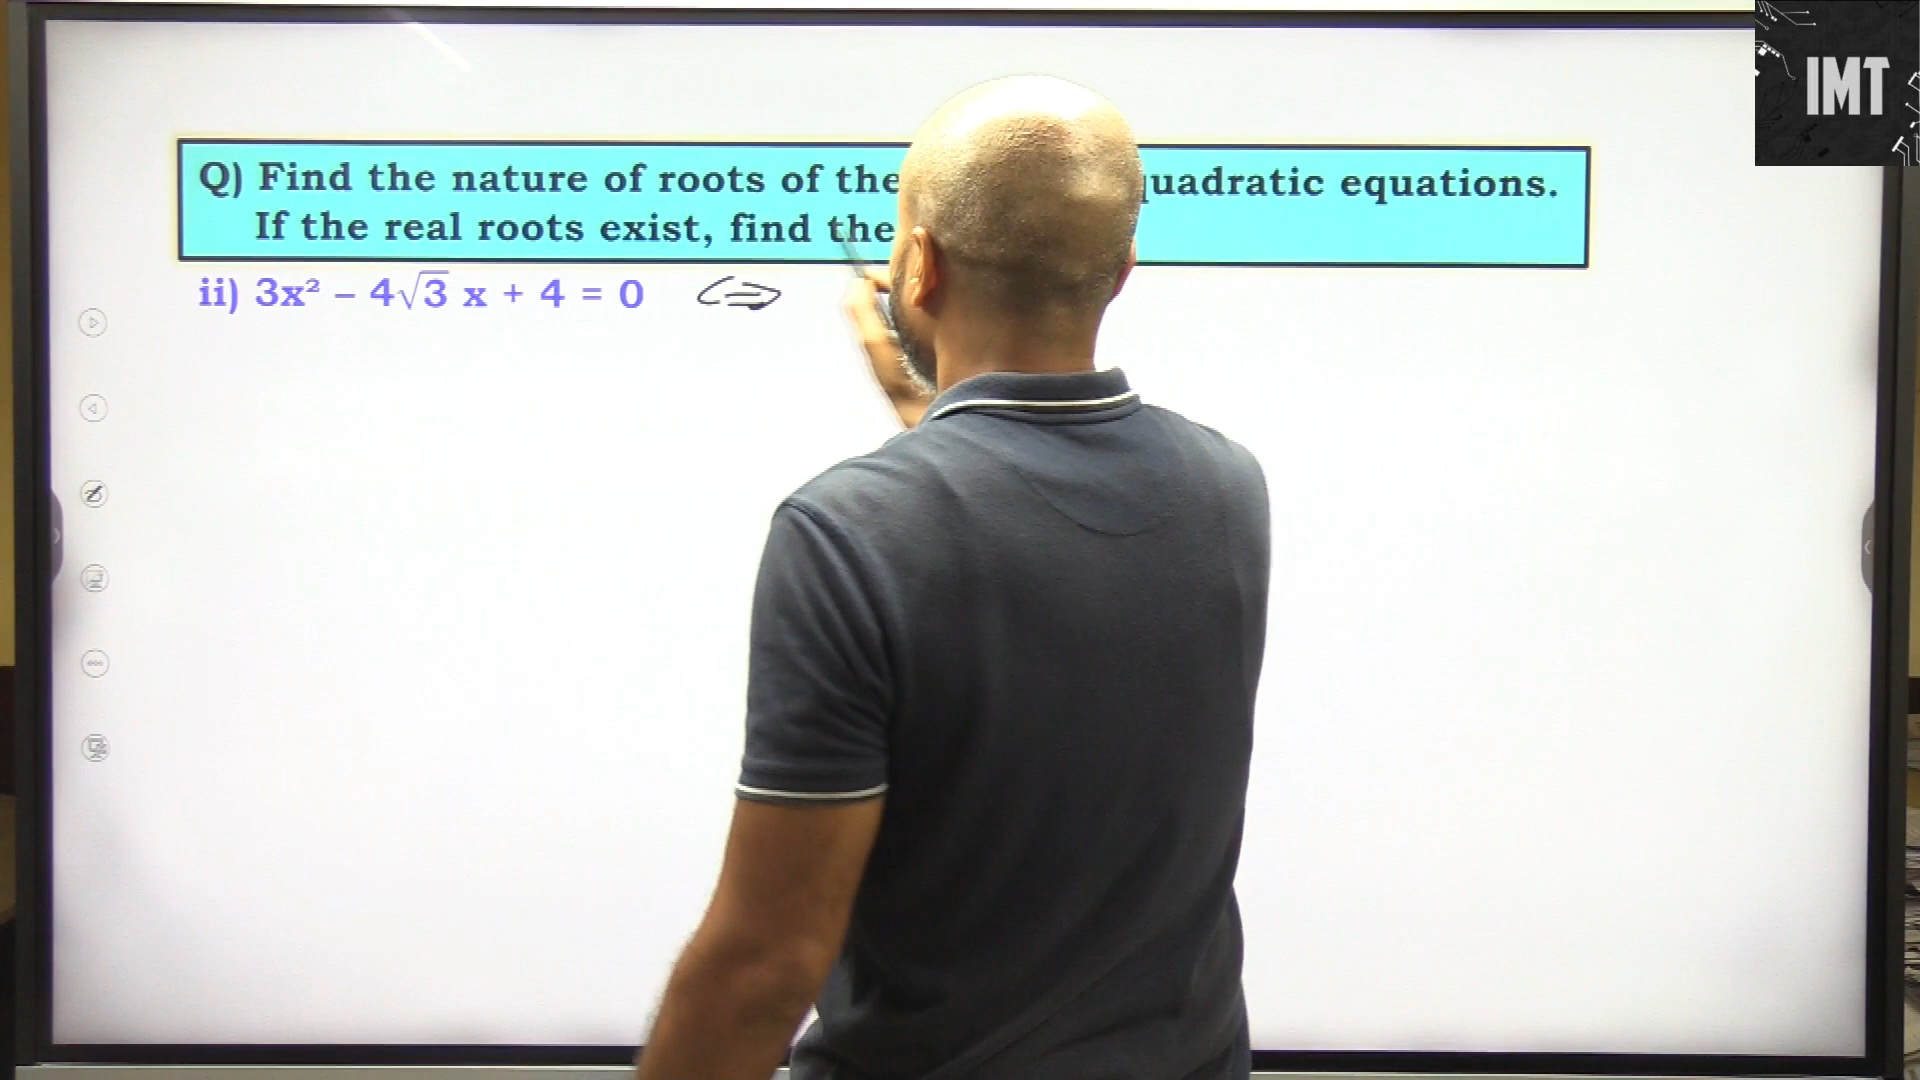 IMT
Q) Find the nature of roots of the quadratic equations.
If the real roots exist, find the
ii) 3x² – 4√3 x + 4 = 0 ⇔